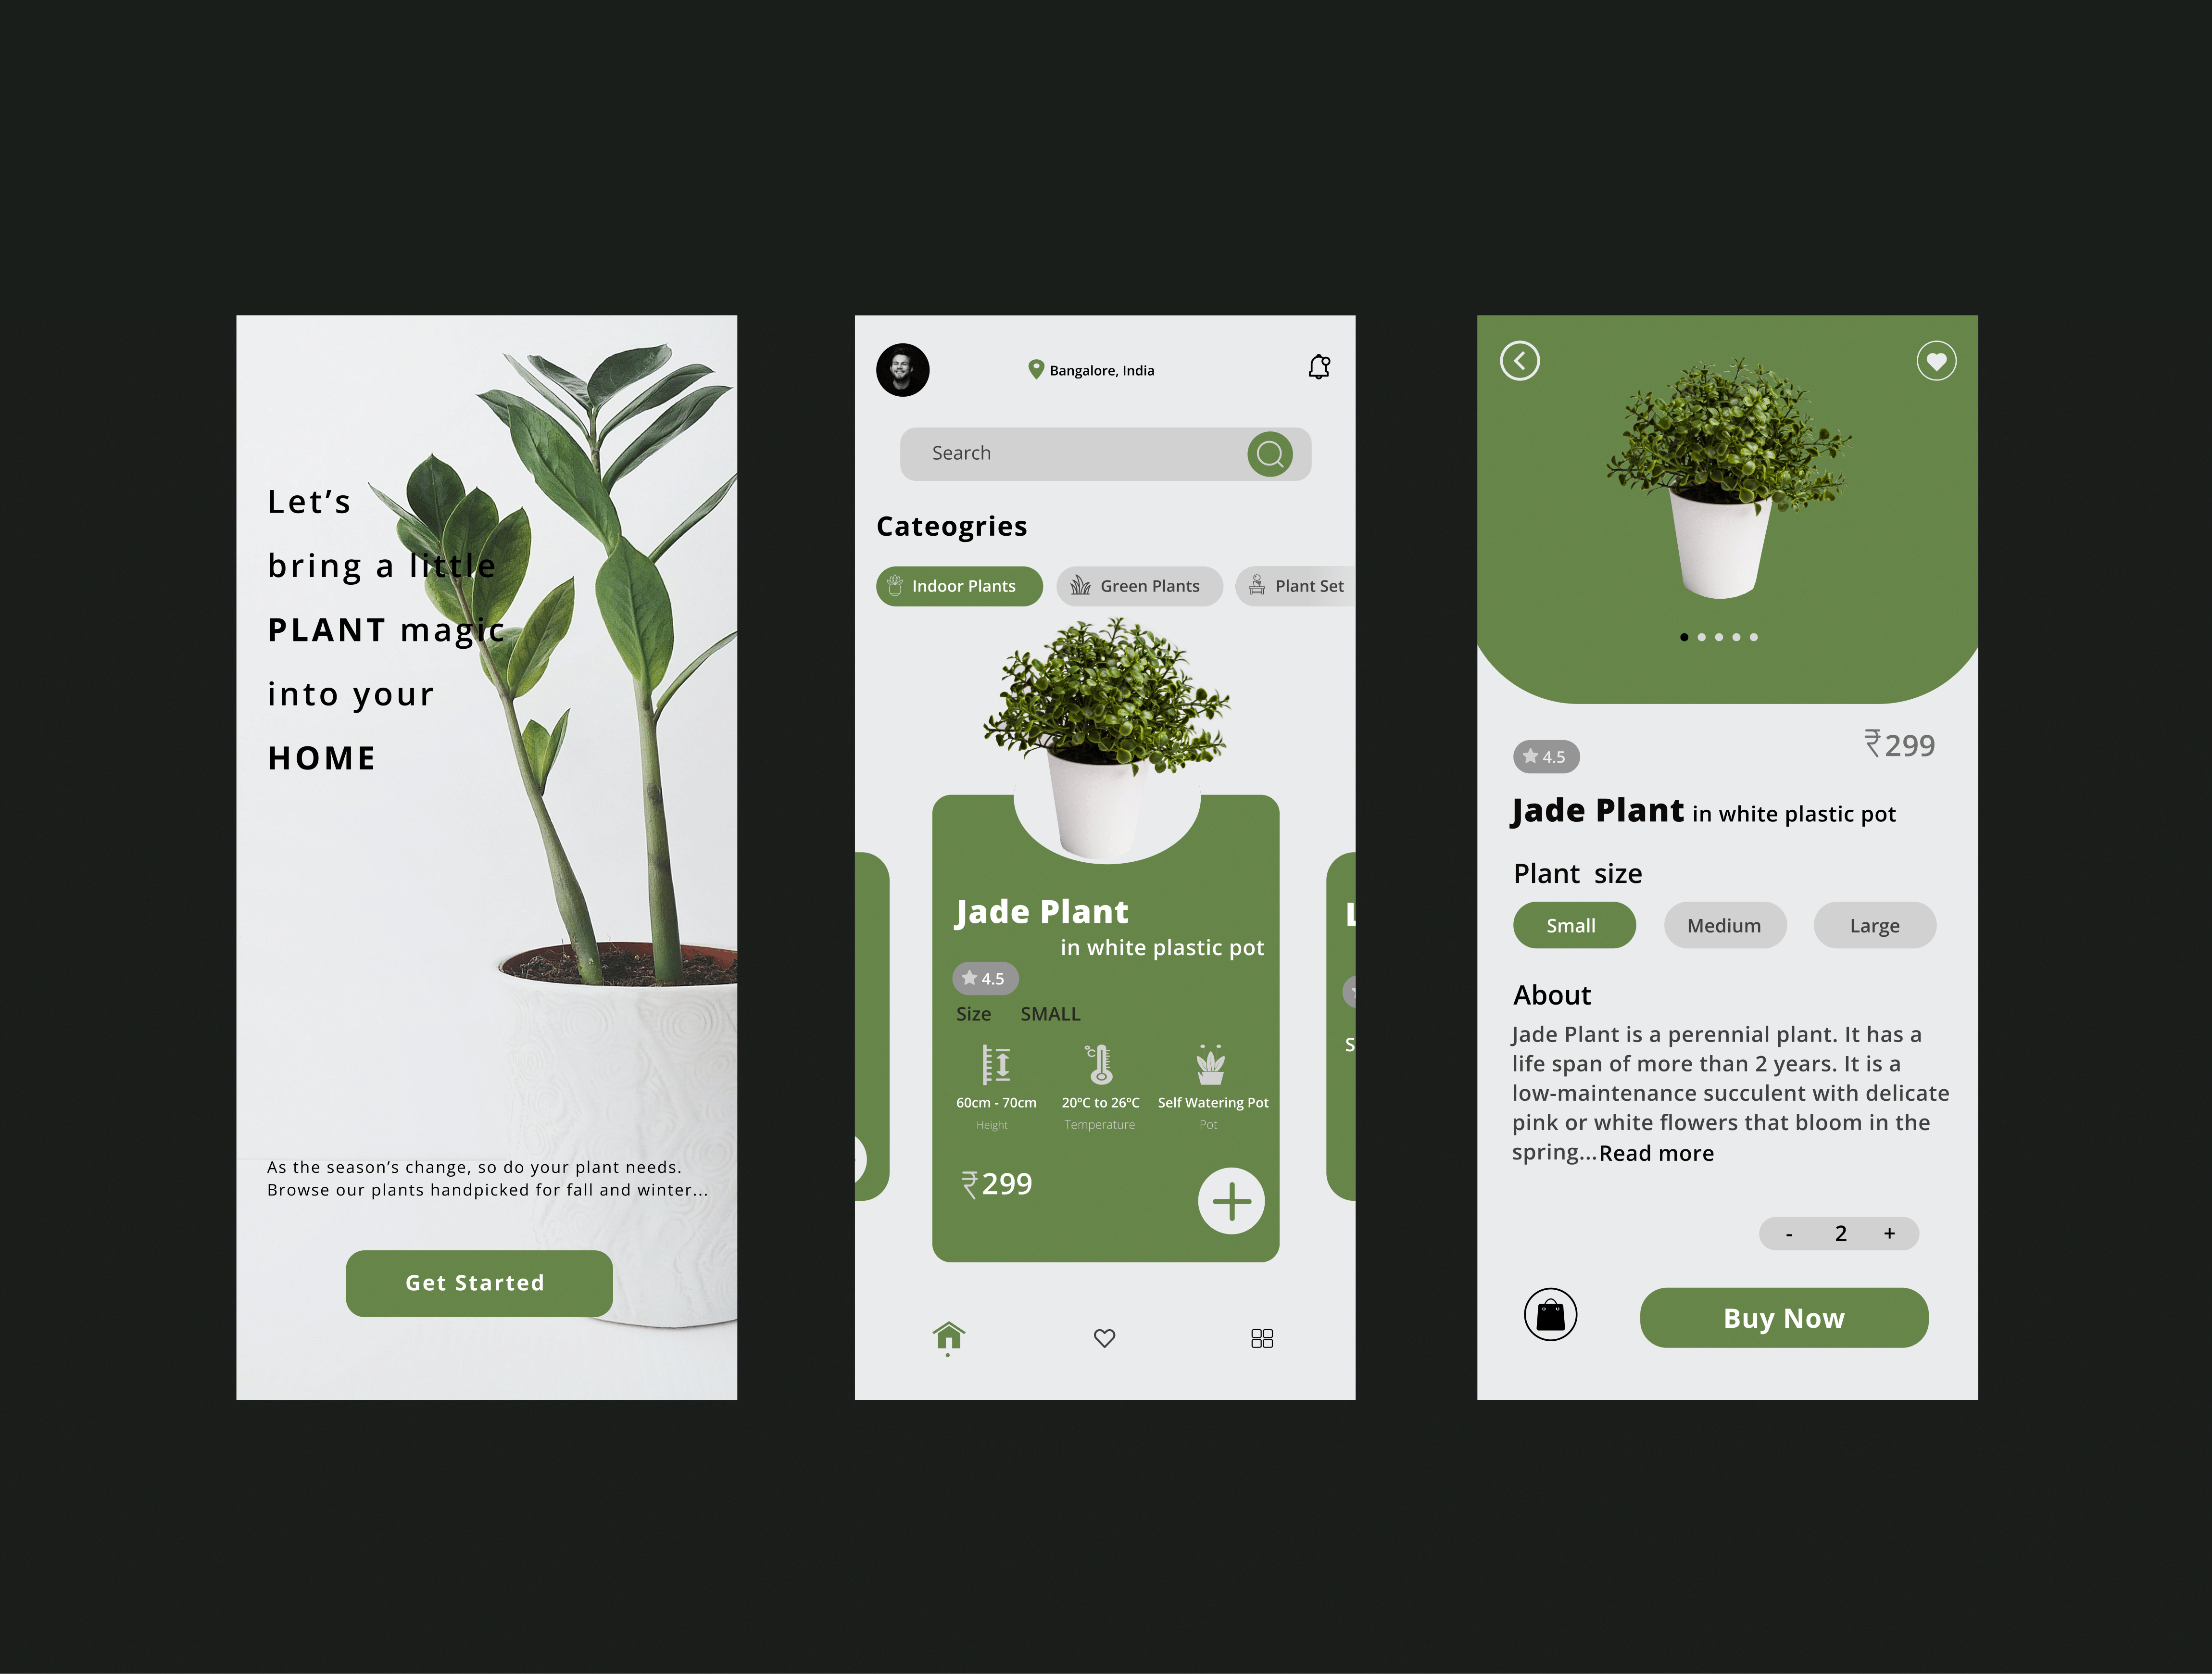 Let’s
bring a little
PLANT magic
into your
HOME
As the season’s change, so do your plant needs.
Browse our plants handpicked for fall and winter...
Get Started
Bangalore, India
Search
Cateogries
Indoor Plants
Green Plants
Plant Set
Jade Plant
in white plastic pot
4.5
Size SMALL
°C
60cm - 70cm
20°C to 26°C
Self Watering Pot
Height
Temperature
Pot
₹299
L
S
₹299
4.5
Jade Plant in white plastic pot
Plant size
Small
Medium
Large
About
Jade Plant is a perennial plant. It has a
life span of more than 2 years. It is a
low-maintenance succulent with delicate
pink or white flowers that bloom in the
spring...Read more
- 2 +
Buy Now